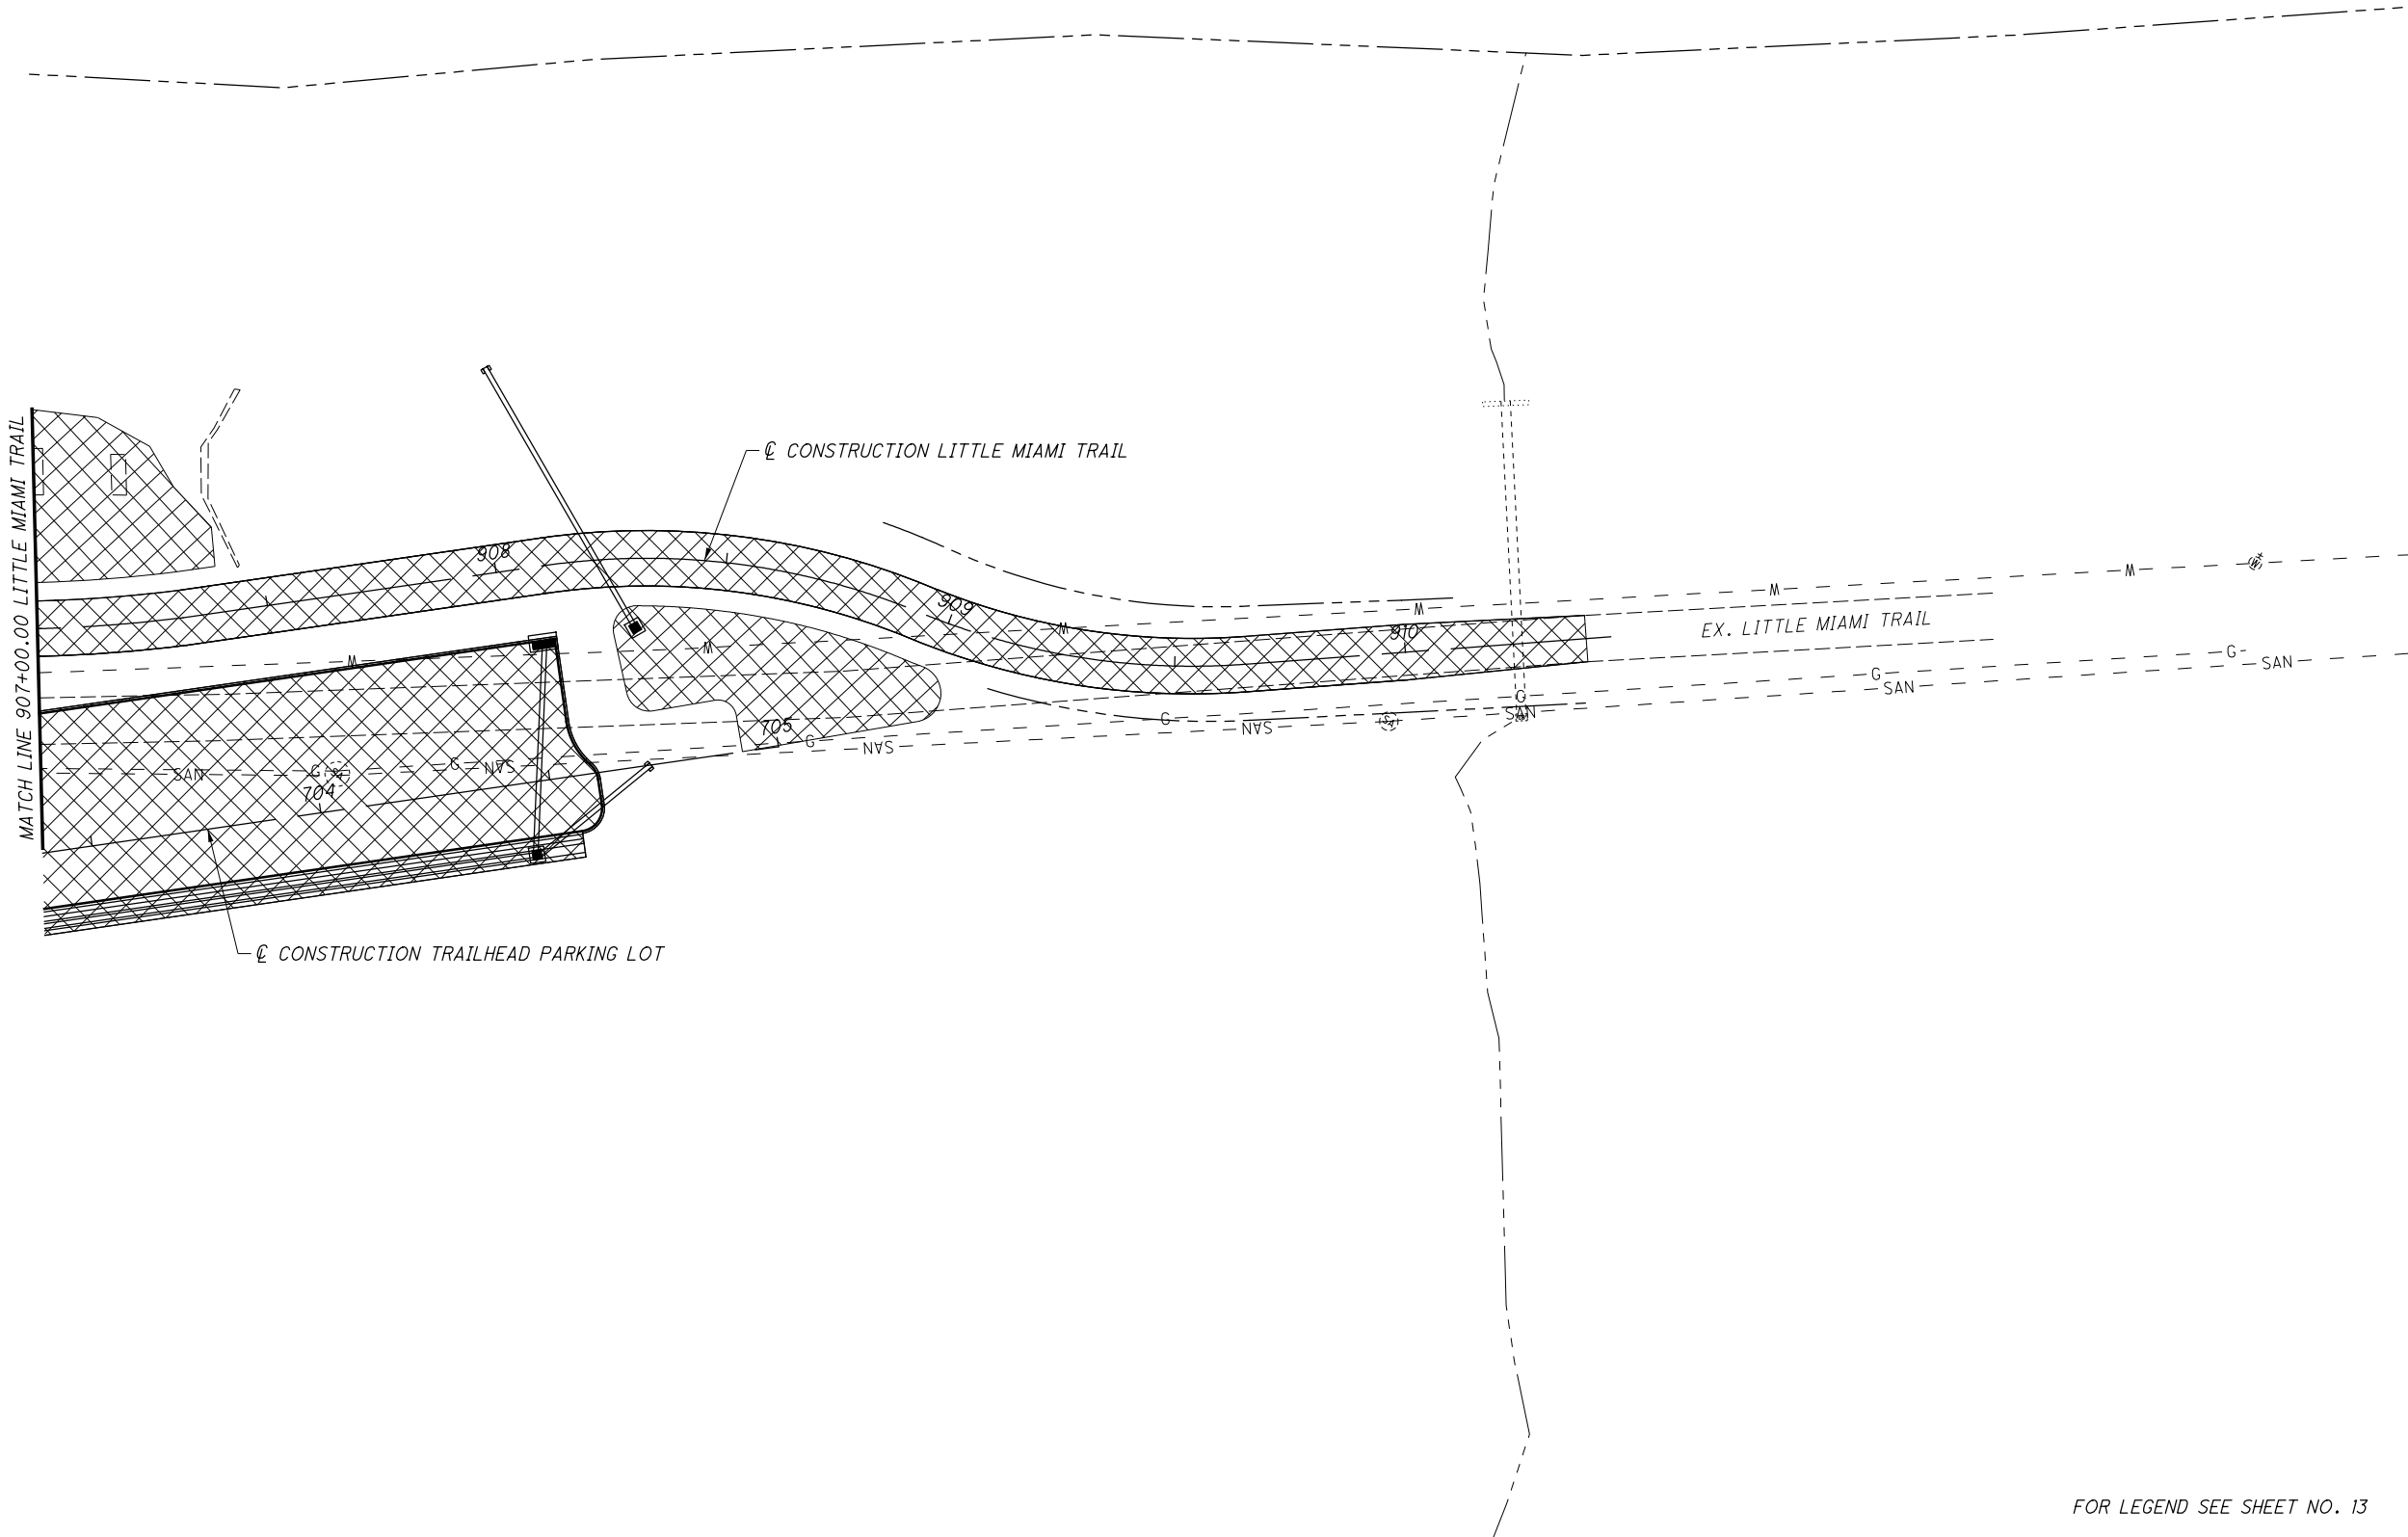 MATCH LINE 907+00.00 LITTLE MIAMI TRAIL
℄ CONSTRUCTION LITTLE MIAMI TRAIL
908
909
910
W
W
W
W
W
W
EX. LITTLE MIAMI TRAIL
705
704
G
G
G
G
G
G
G
SAN
SAN
SAN
SAN
SAN
SAN
SAN
℄ CONSTRUCTION TRAILHEAD PARKING LOT
FOR LEGEND SEE SHEET NO. 13